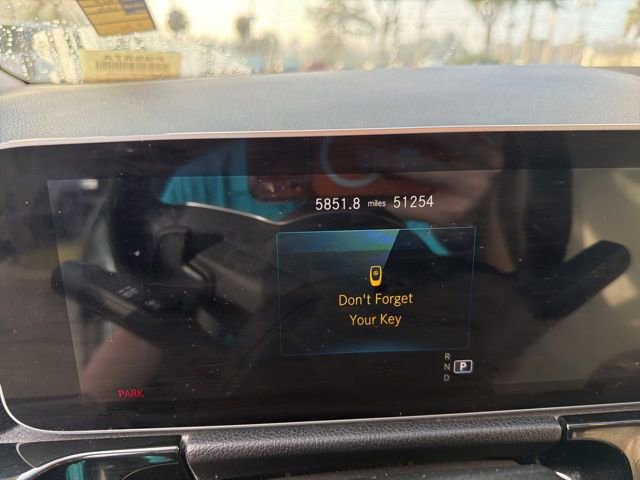 5851.8 miles 51254
Don't Forget
Your Key
R
N P
D
PARK